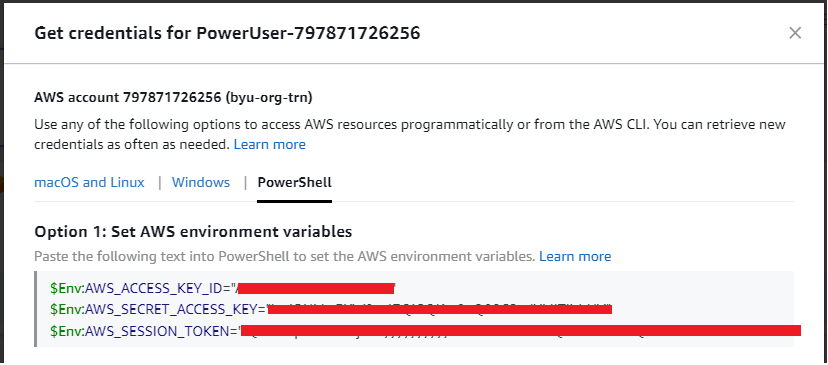 Get credentials for PowerUser-797871726256
AWS account 797871726256 (byu-org-trn)
Use any of the following options to access AWS resources programmatically or from the AWS CLI. You can retrieve new
credentials as often as needed. Learn more
macOS and Linux | Windows | PowerShell
Option 1: Set AWS environment variables
Paste the following text into PowerShell to set the AWS environment variables. Learn more
$Env:AWS_ACCESS_KEY_ID="
$Env:AWS_SECRET_ACCESS_KEY="
$Env:AWS_SESSION_TOKEN="